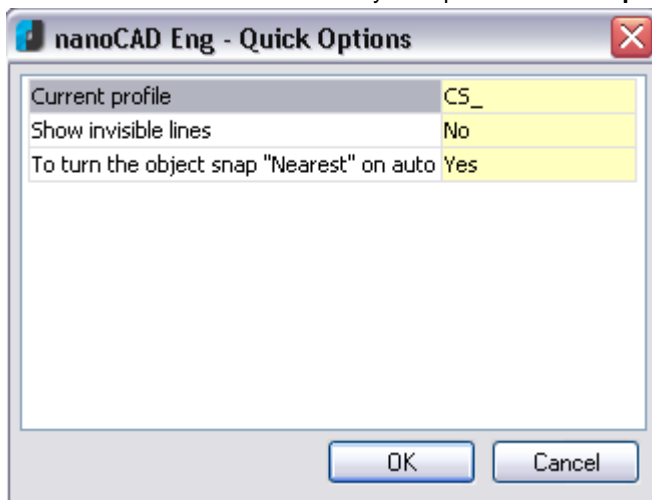 nanoCAD Eng - Quick Options
Current profile CS_
Show invisible lines No
To turn the object snap "Nearest" on auto Yes
OK Cancel